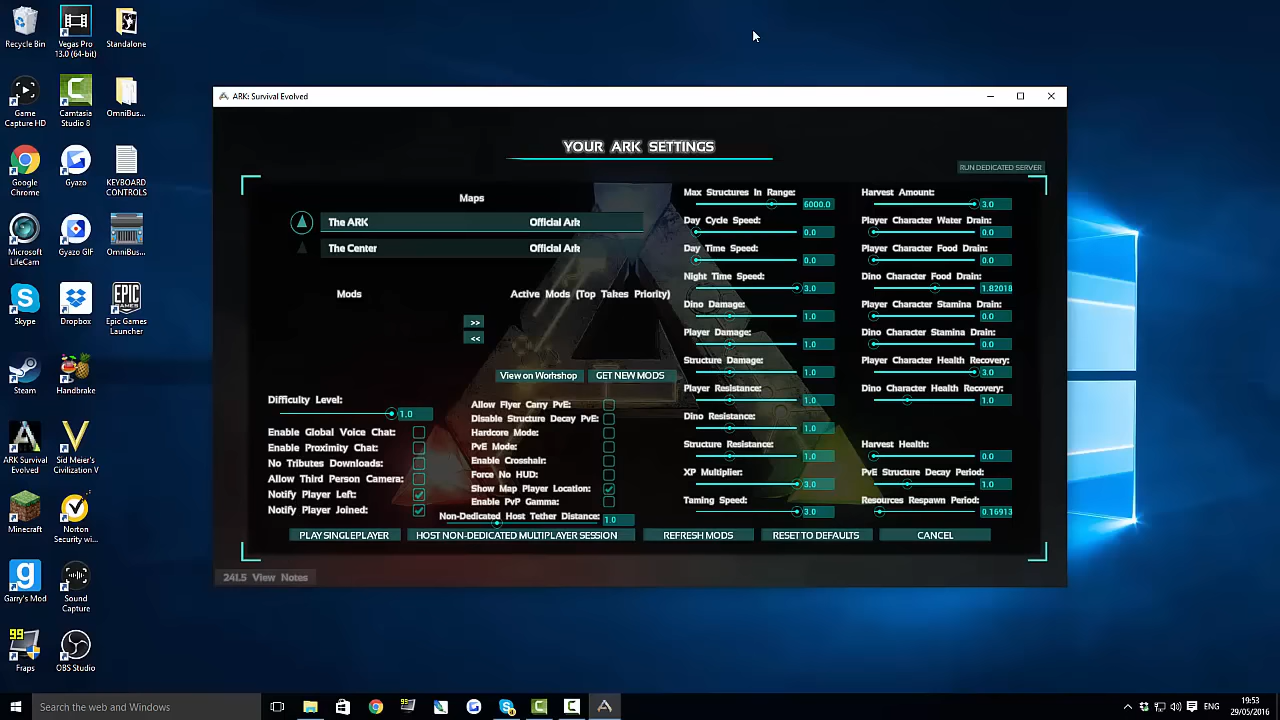 Recycle Bin
Vegas Pro 13.0 (64-bit)
Standalone
Game Capture HD
Camtasia Studio 8
OmniBus...
Google Chrome
Gyazo
KEYBOARD CONTROLS
Microsoft LifeCam
Gyazo GIF
OmniBus...
Skype
Dropbox
Epic Games Launcher
EPIC GAMES
Steam
Handbrake
ARK Survival Evolved
Sid Meier's Civilization V
Minecraft
Norton Security wi...
Garry's Mod
Sound Capture
99
Fraps
OBS Studio
ARK: Survival Evolved
YOUR ARK SETTINGS
RUN DEDICATED SERVER
Maps
The ARK Official Ark
The Center Official Ark
Mods Active Mods (Top Takes Priority)
>>
<<
View on Workshop GET NEW MODS
Difficulty Level:
1.0
Enable Global Voice Chat:
Enable Proximity Chat:
No Tributes Downloads:
Allow Third Person Camera:
Notify Player Left:
Notify Player Joined:
Allow Flyer Carry PvE:
Disable Structure Decay PvE:
Hardcore Mode:
PvE Mode:
Enable Crosshair:
Force No HUD:
Show Map Player Location:
Enable PvP Gamma:
Non-Dedicated Host Tether Distance: 1.0
Max Structures In Range:
6000.0
Day Cycle Speed:
0.0
Day Time Speed:
0.0
Night Time Speed:
3.0
Dino Damage:
1.0
Player Damage:
1.0
Structure Damage:
1.0
Player Resistance:
1.0
Dino Resistance:
1.0
Structure Resistance:
1.0
XP Multiplier:
3.0
Taming Speed:
3.0
Harvest Amount:
3.0
Player Character Water Drain:
0.0
Player Character Food Drain:
0.0
Dino Character Food Drain:
1.82018
Player Character Stamina Drain:
0.0
Dino Character Stamina Drain:
0.0
Player Character Health Recovery:
3.0
Dino Character Health Recovery:
1.0
Harvest Health:
0.0
PvE Structure Decay Period:
1.0
Resources Respawn Period:
0.16913
PLAY SINGLEPLAYER HOST NON-DEDICATED MULTIPLAYER SESSION REFRESH MODS RESET TO DEFAULTS CANCEL
241.5 View Notes
Search the web and Windows
ENG
19:53
29/05/2016